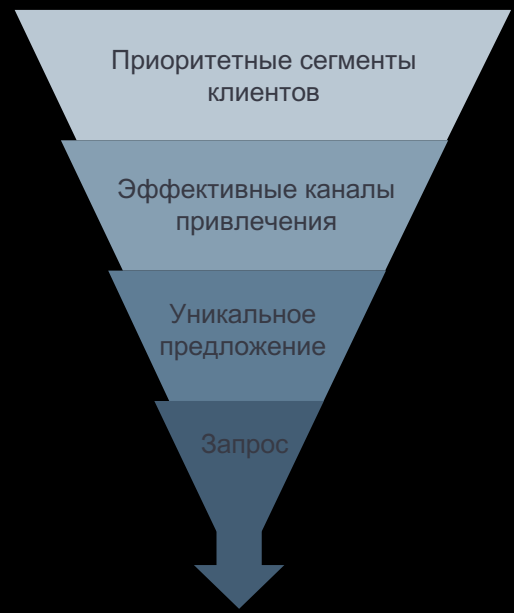 Приоритетные сегменты
клиентов
Эффективные каналы
привлечения
Уникальное
предложение
Запрос